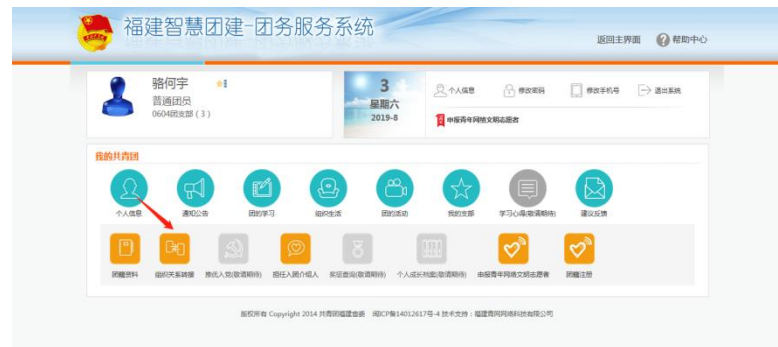 福建智慧团建-团务服务系统
返回主界面
帮助中心
骆何宇
普通团员
0604团支部(3)
3
星期六
2019-8
个人信息
修改密码
修改手机号
退出系统
申报青年网络文明志愿者
我的共青团
个人信息
通知公告
团的学习
组织生活
团的活动
我的支部
学习心得(敬请期待)
建议反馈
团籍资料
组织关系转接
推优入党(敬请期待)
担任入团介绍人
奖惩查询(敬请期待)
个人成长档案(敬请期待)
申报青年网络文明志愿者
团籍注册
版权所有 Copyright 2014 共青团福建省委 闽ICP备14012617号-4 技术支持:福建青网网络科技有限公司